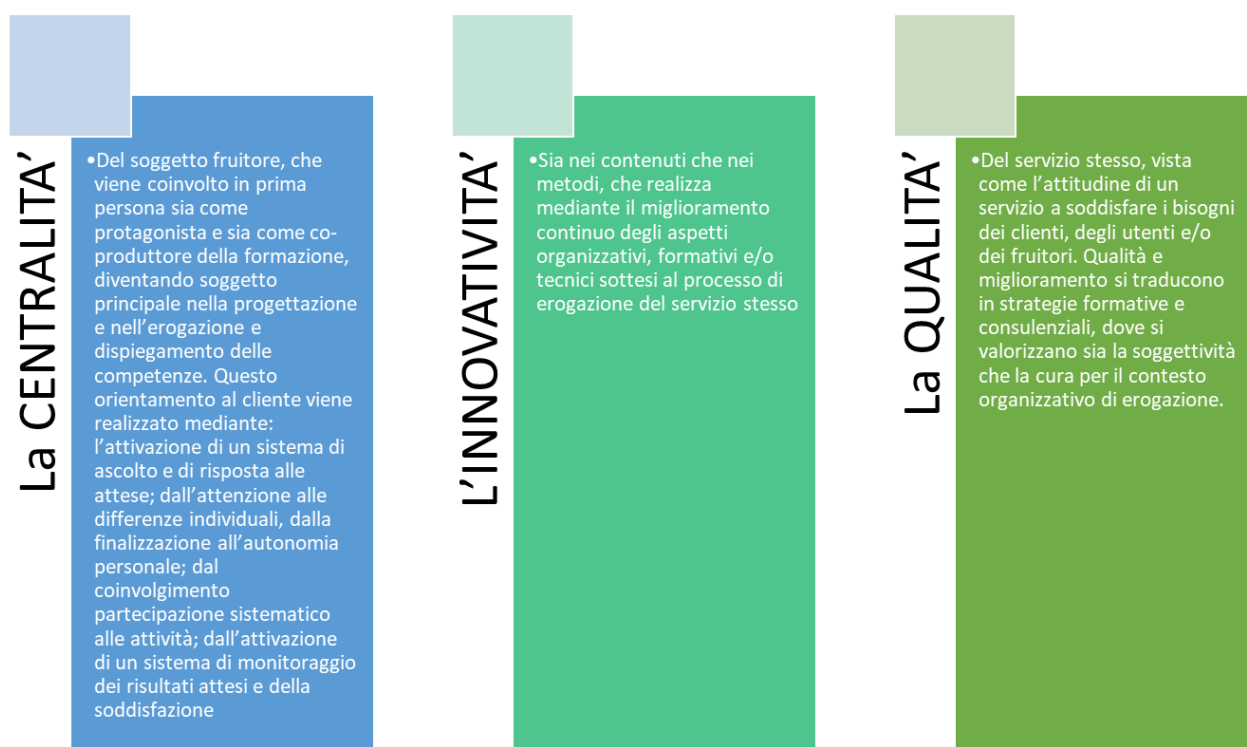 La CENTRALITA’
•Del soggetto fruitore, che
viene coinvolto in prima
persona sia come
protagonista e sia come co-
produttore della formazione,
diventando soggetto
principale nella progettazione
e nell’erogazione e
dispiegamento delle
competenze. Questo
orientamento al cliente viene
realizzato mediante:
l’attivazione di un sistema di
ascolto e di risposta alle
attese; dall’attenzione alle
differenze individuali, dalla
finalizzazione all’autonomia
personale; dal
coinvolgimento
partecipazione sistematico
alle attività; dall’attivazione
di un sistema di monitoraggio
dei risultati attesi e della
soddisfazione
L’INNOVATIVITA’
•Sia nei contenuti che nei
metodi, che realizza
mediante il miglioramento
continuo degli aspetti
organizzativi, formativi e/o
tecnici sottesi al processo di
erogazione del servizio stesso
La QUALITA’
•Del servizio stesso, vista
come l’attitudine di un
servizio a soddisfare i bisogni
dei clienti, degli utenti e/o
dei fruitori. Qualità e
miglioramento si traducono
in strategie formative e
consulenziali, dove si
valorizzano sia la soggettività
che la cura per il contesto
organizzativo di erogazione.